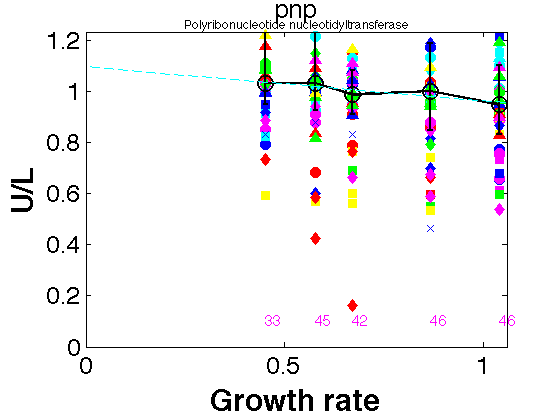 pnp
Polyribonucleotide nucleotidyltransferase
1.2
1
0.8
0.6
0.4
0.2
0
U/L
33 45 42 46 46
0 0.5 1
Growth rate